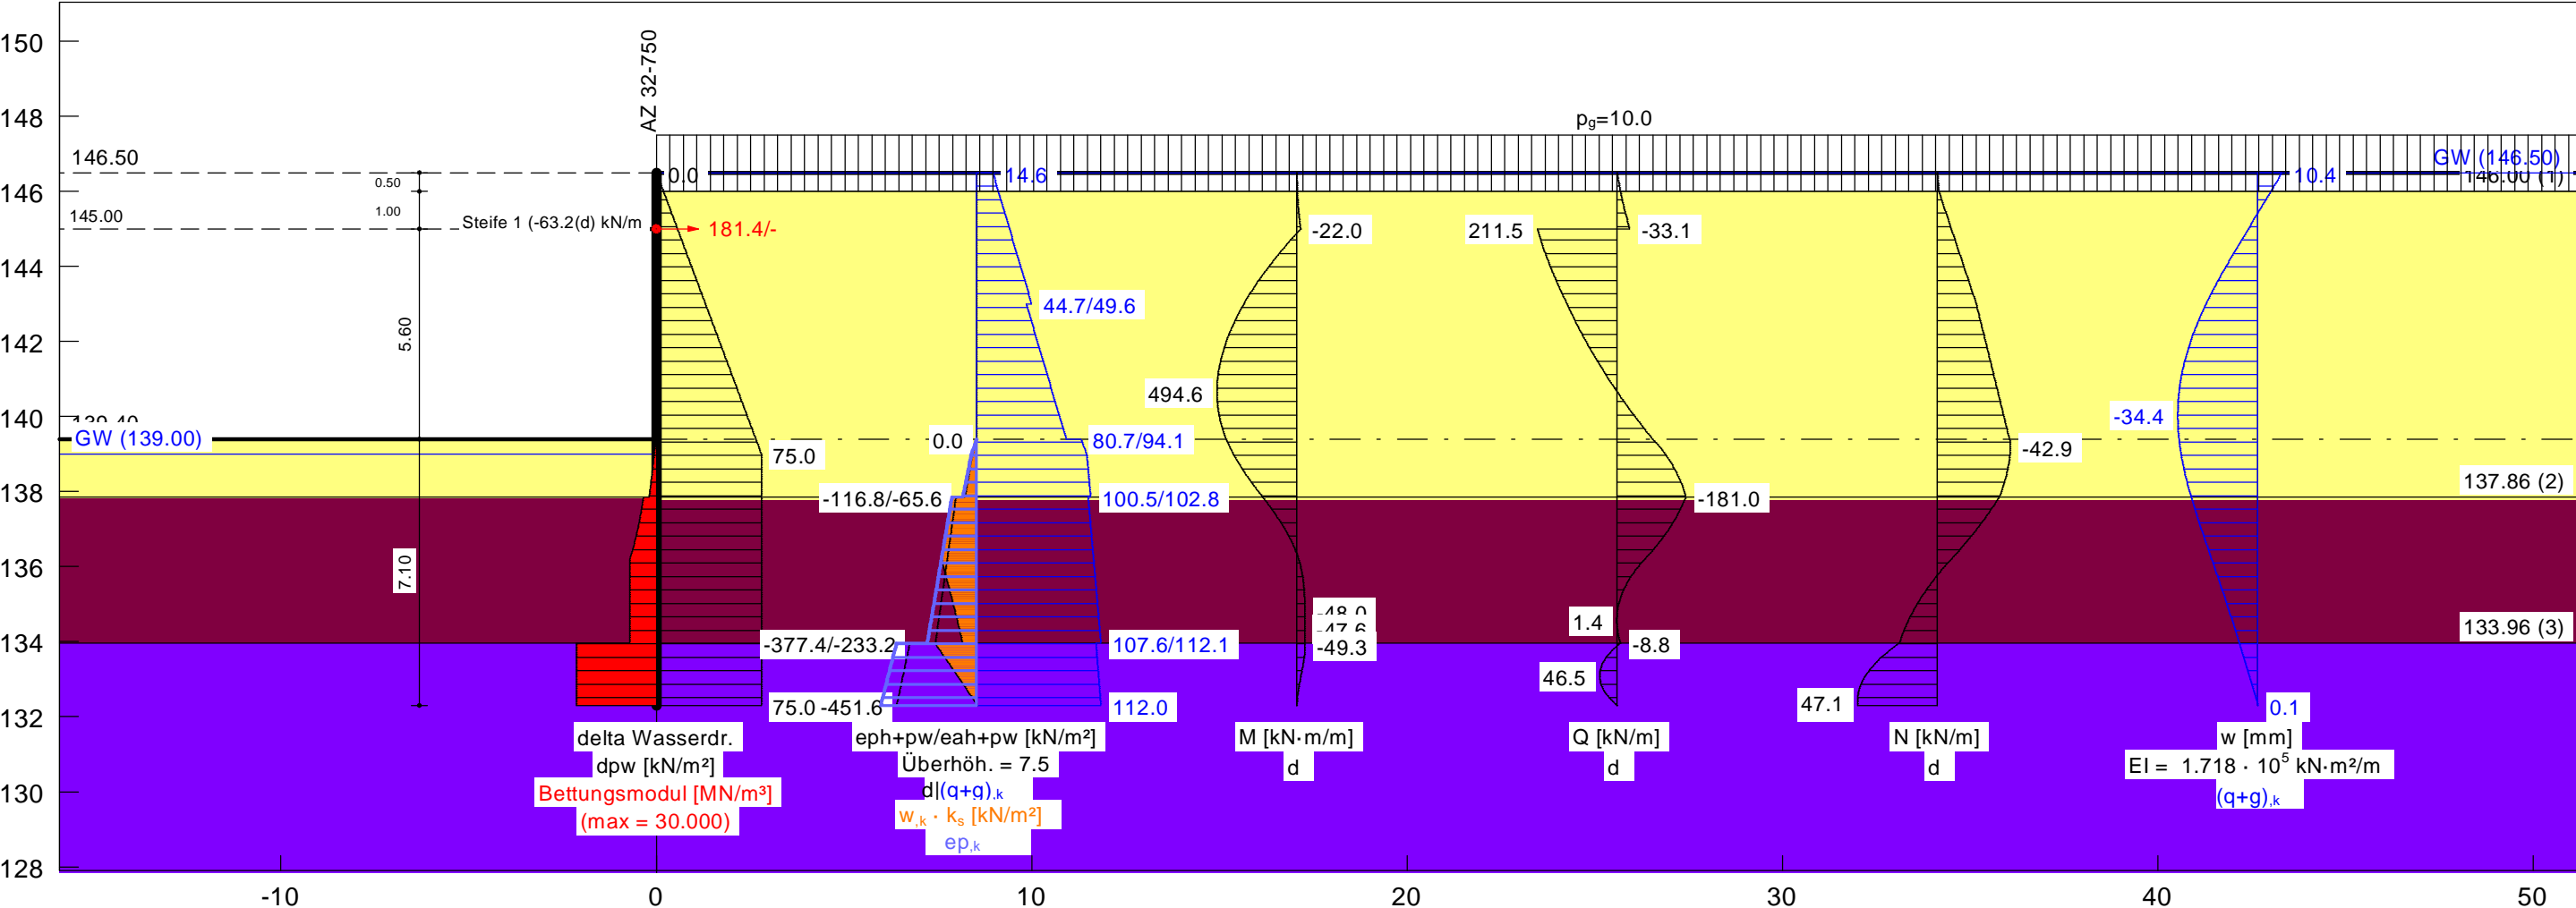 150
148
146
144
142
140
138
136
134
132
130
128
146.50
145.00
139.40
GW (139.00)
0.50
1.00
5.60
7.10
AZ 32-750
Steife 1 (-63.2(d) kN/m
181.4/-
pg=10.0
GW (146.50)
146.00 (1)
137.86 (2)
133.96 (3)
0.0
75.0
75.0
14.6
44.7/49.6
0.0
80.7/94.1
-116.8/-65.6
100.5/102.8
-377.4/-233.2
107.6/112.1
-451.6
112.0
-22.0
494.6
-48.0
-47.6
-49.3
211.5
-33.1
-181.0
1.4
-8.8
46.5
-42.9
47.1
10.4
-34.4
0.1
delta Wasserdr.
dpw [kN/m²]
Bettungsmodul [MN/m³]
(max = 30.000)
eph+pw/eah+pw [kN/m²]
Überhöh. = 7.5
d|(q+g),k
w,k · ks [kN/m²]
ep,k
M [kN·m/m]
d
Q [kN/m]
d
N [kN/m]
d
w [mm]
EI = 1.718 · 10⁵ kN·m²/m
(q+g),k
-10
0
10
20
30
40
50